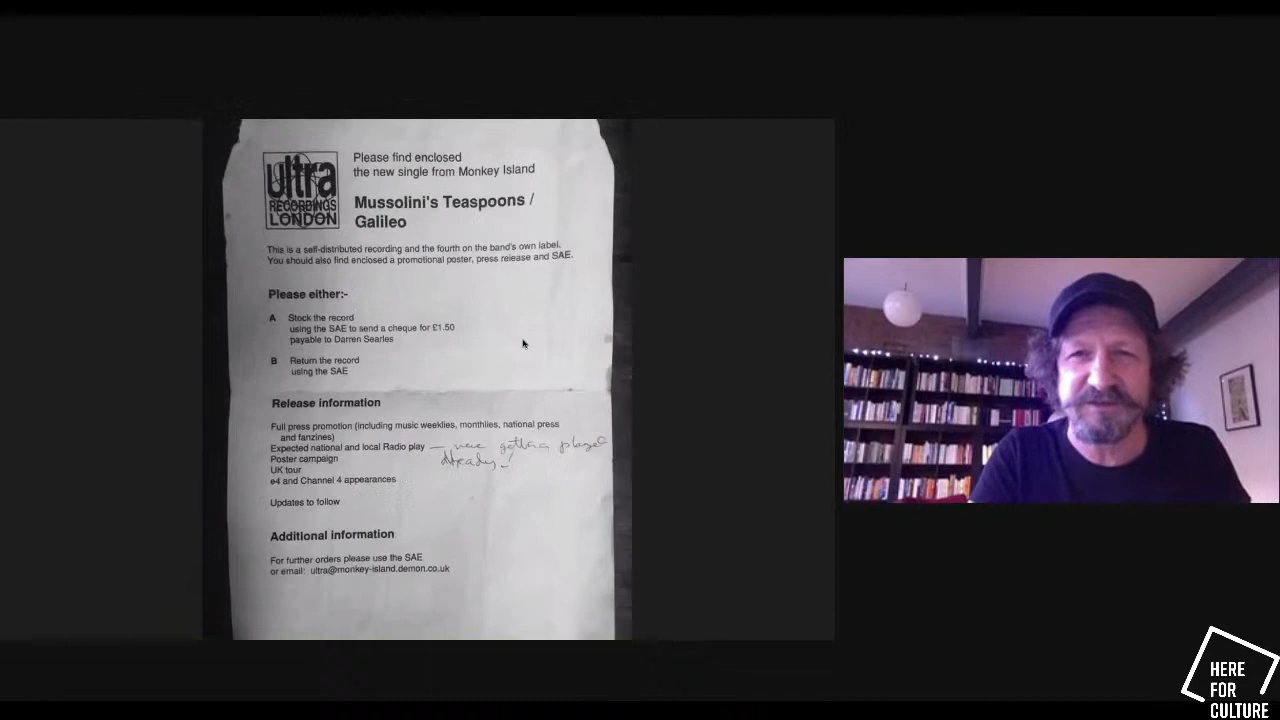 ultra
RECORDINGS
LONDON
Please find enclosed
the new single from Monkey Island
Mussolini's Teaspoons /
Galileo
This is a self-distributed recording and the fourth on the band's own label.
You should also find enclosed a promotional poster, press release and SAE.
Please either:-
A Stock the record
using the SAE to send a cheque for £1.50
payable to Darren Searles
B Return the record
using the SAE
Release information
Full press promotion (including music weeklies, monthlies, national press
and fanzines)
Expected national and local Radio play — getting played
already!
Poster campaign
UK tour
e4 and Channel 4 appearances
Updates to follow
Additional information
For further orders please use the SAE
or email: ultra@monkey-island.demon.co.uk
HERE
FOR
CULTURE